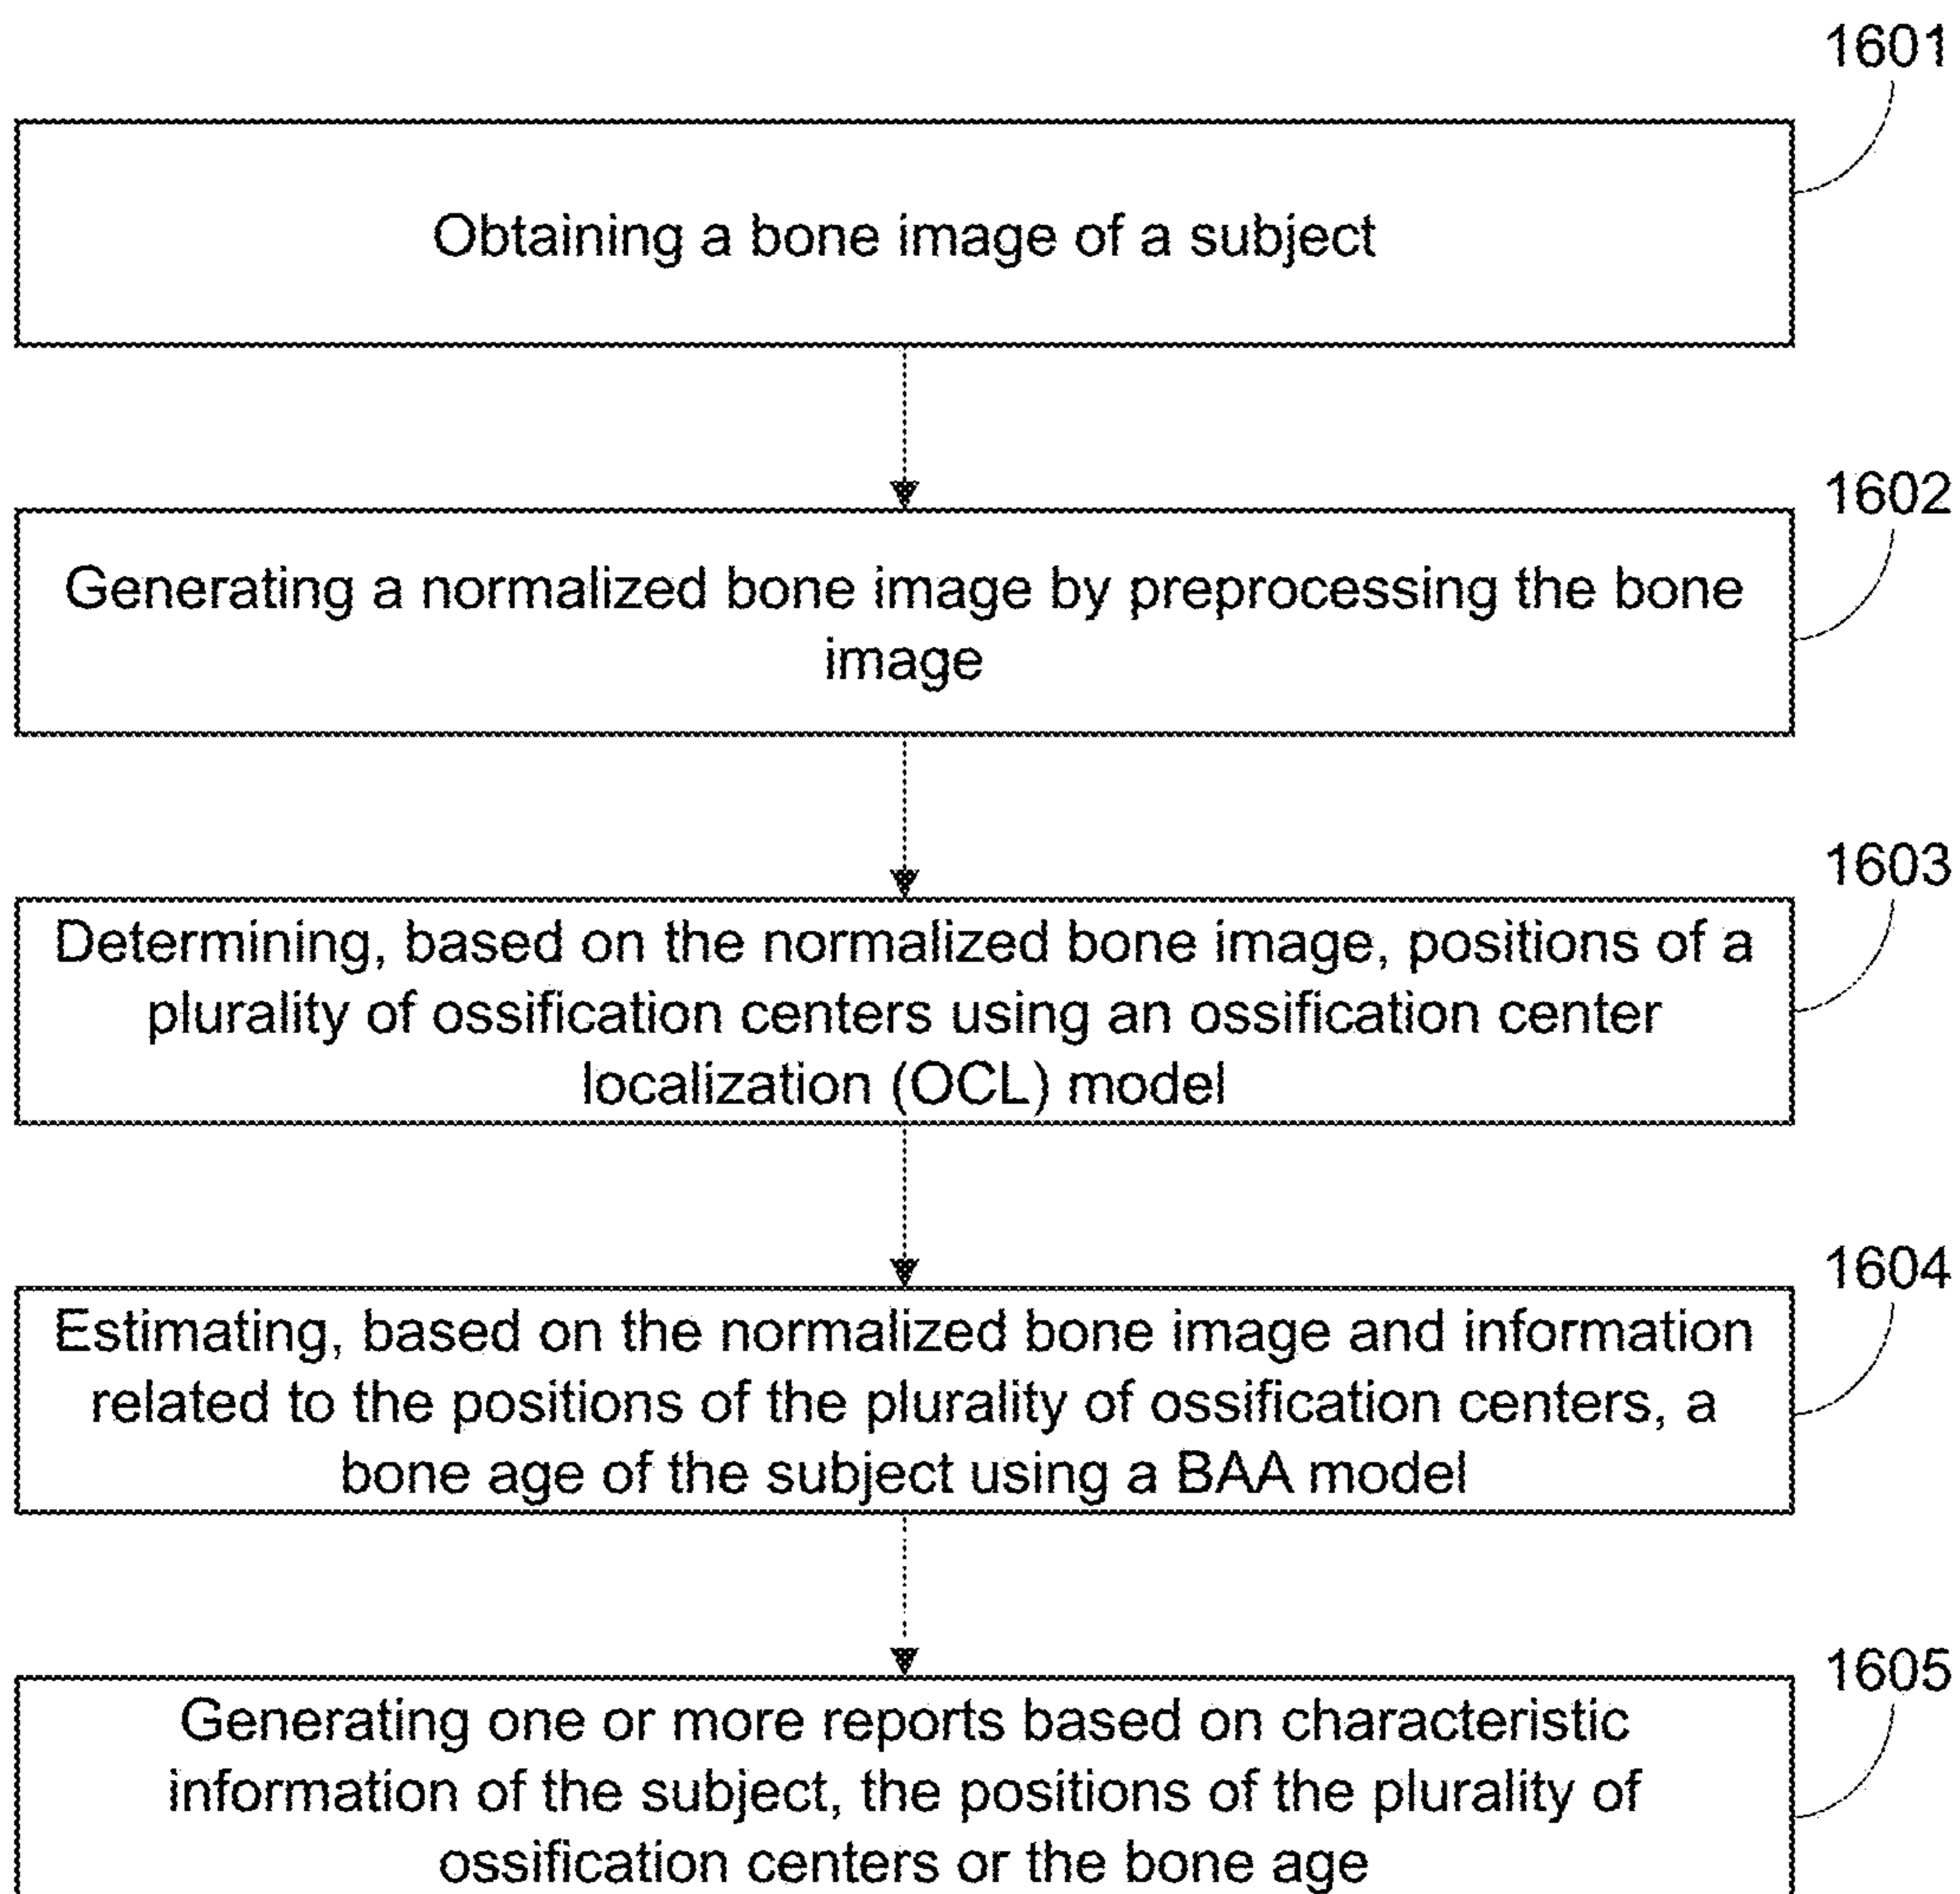 1601
Obtaining a bone image of a subject
1602
Generating a normalized bone image by preprocessing the bone
image
1603
Determining, based on the normalized bone image, positions of a
plurality of ossification centers using an ossification center
localization (OCL) model
1604
Estimating, based on the normalized bone image and information
related to the positions of the plurality of ossification centers, a
bone age of the subject using a BAA model
1605
Generating one or more reports based on characteristic
information of the subject, the positions of the plurality of
ossification centers or the bone age